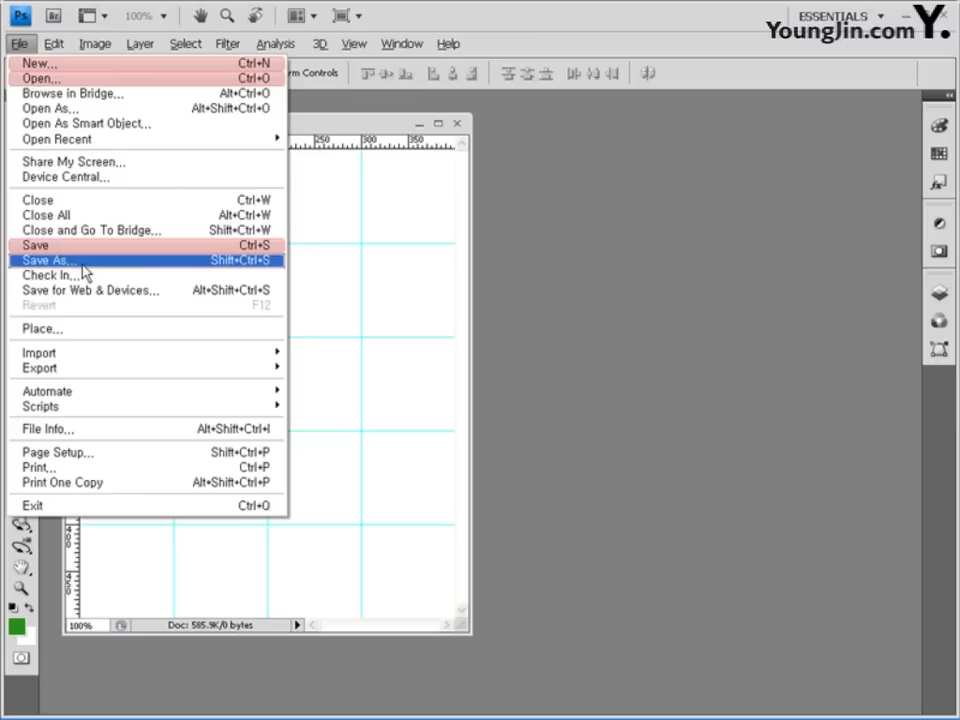 Ps Br 100% ESSENTIALS
YoungJin.com Y.
File Edit Image Layer Select Filter Analysis 3D View Window Help
rm Controls
New... Ctrl+N
Open... Ctrl+O
Browse in Bridge... Alt+Ctrl+O
Open As... Alt+Shift+Ctrl+O
Open As Smart Object...
Open Recent
Share My Screen...
Device Central...
Close Ctrl+W
Close All Alt+Ctrl+W
Close and Go To Bridge... Shift+Ctrl+W
Save Ctrl+S
Save As... Shift+Ctrl+S
Check In...
Save for Web & Devices... Alt+Shift+Ctrl+S
Revert F12
Place...
Import
Export
Automate
Scripts
File Info... Alt+Shift+Ctrl+I
Page Setup... Shift+Ctrl+P
Print... Ctrl+P
Print One Copy Alt+Shift+Ctrl+P
Exit Ctrl+Q
250 300 350
400
450
100% Doc: 585.9K/0 bytes